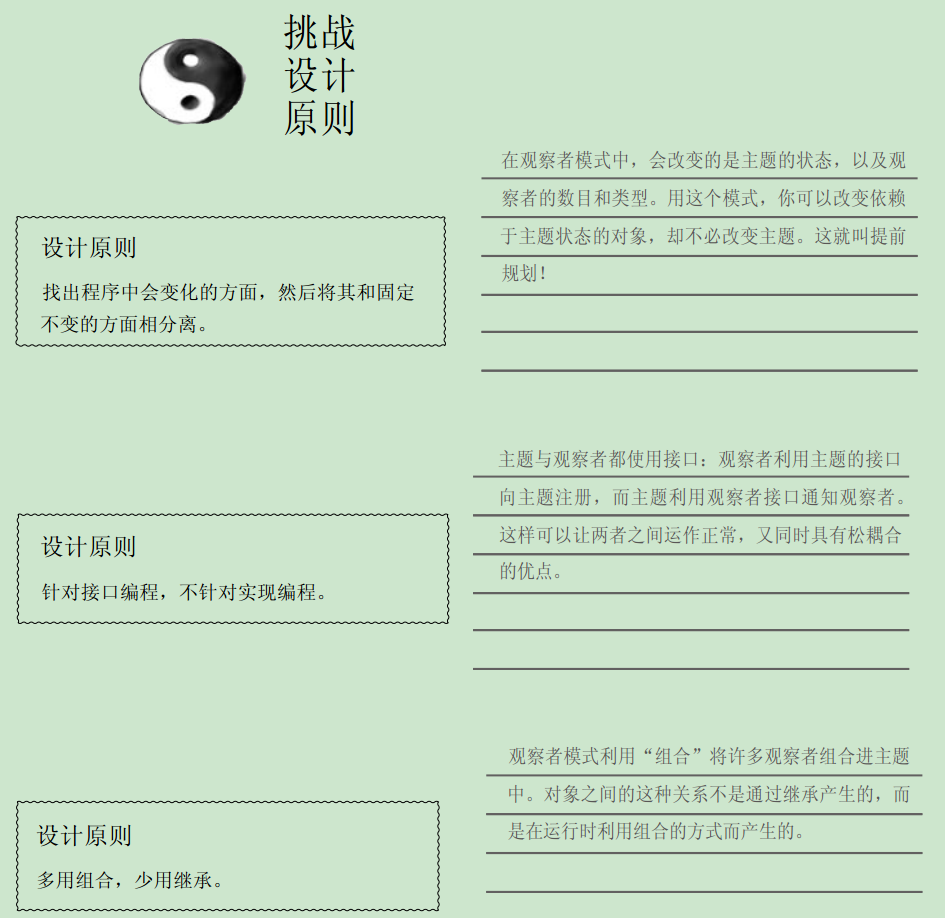 挑战
设计
原则
设计原则
找出程序中会变化的方面，然后将其和固定
不变的方面相分离。
在观察者模式中，会改变的是主题的状态，以及观
察者的数目和类型。用这个模式，你可以改变依赖
于主题状态的对象，却不必改变主题。这就叫提前
规划！
设计原则
针对接口编程，不针对实现编程。
主题与观察者都使用接口：观察者利用主题的接口
向主题注册，而主题利用观察者接口通知观察者。
这样可以让两者之间运作正常，又同时具有松耦合
的优点。
设计原则
多用组合，少用继承。
观察者模式利用“组合”将许多观察者组合进主题
中。对象之间的这种关系不是通过继承产生的，而
是在运行时利用组合的方式而产生的。